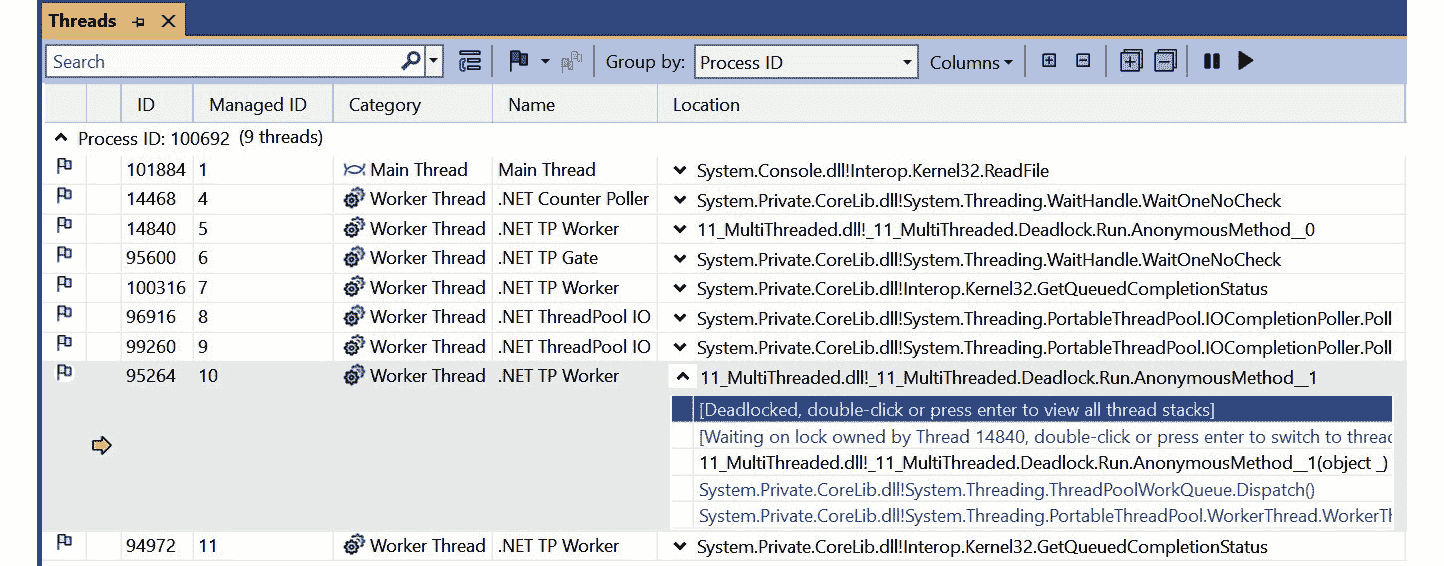 Threads
Search Group by: Process ID Columns
ID Managed ID Category Name Location
Process ID: 100692 (9 threads)
101884 1 Main Thread Main Thread System.Console.dll!Interop.Kernel32.ReadFile
14468 4 Worker Thread .NET Counter Poller System.Private.CoreLib.dll!System.Threading.WaitHandle.WaitOneNoCheck
14840 5 Worker Thread .NET TP Worker 11_MultiThreaded.dll!_11_MultiThreaded.Deadlock.Run.AnonymousMethod__0
95600 6 Worker Thread .NET TP Gate System.Private.CoreLib.dll!System.Threading.WaitHandle.WaitOneNoCheck
100316 7 Worker Thread .NET TP Worker System.Private.CoreLib.dll!Interop.Kernel32.GetQueuedCompletionStatus
96916 8 Worker Thread .NET ThreadPool IO System.Private.CoreLib.dll!System.Threading.PortableThreadPool.IOCompletionPoller.Poll
99260 9 Worker Thread .NET ThreadPool IO System.Private.CoreLib.dll!System.Threading.PortableThreadPool.IOCompletionPoller.Poll
95264 10 Worker Thread .NET TP Worker 11_MultiThreaded.dll!_11_MultiThreaded.Deadlock.Run.AnonymousMethod__1
[Deadlocked, double-click or press enter to view all thread stacks]
[Waiting on lock owned by Thread 14840, double-click or press enter to switch to threa
11_MultiThreaded.dll!_11_MultiThreaded.Deadlock.Run.AnonymousMethod__1(object _)
System.Private.CoreLib.dll!System.Threading.ThreadPoolWorkQueue.Dispatch()
System.Private.CoreLib.dll!System.Threading.PortableThreadPool.WorkerThread.WorkerTh
94972 11 Worker Thread .NET TP Worker System.Private.CoreLib.dll!Interop.Kernel32.GetQueuedCompletionStatus